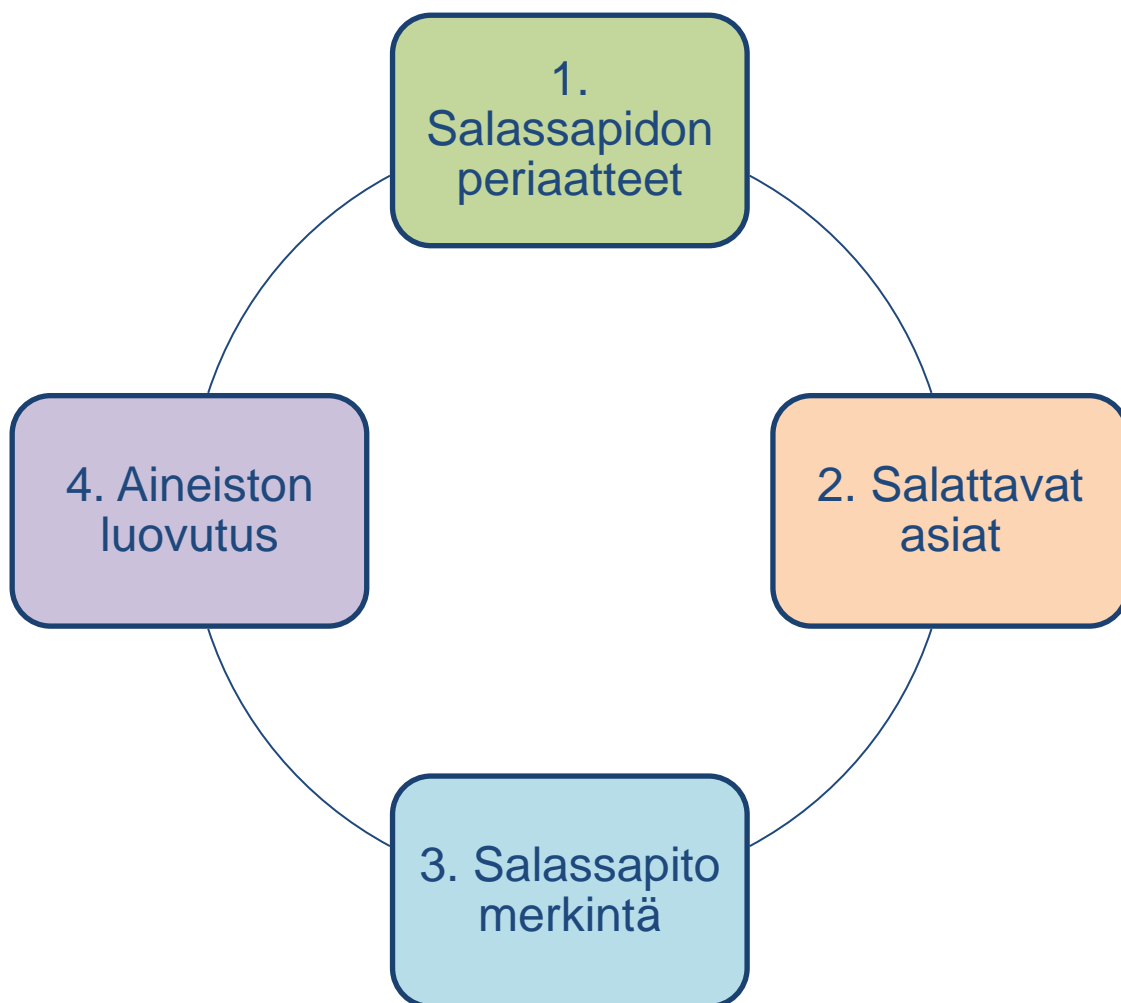 1.
Salassapidon
periaatteet
2. Salattavat
asiat
3. Salassapito
merkintä
4. Aineiston
luovutus